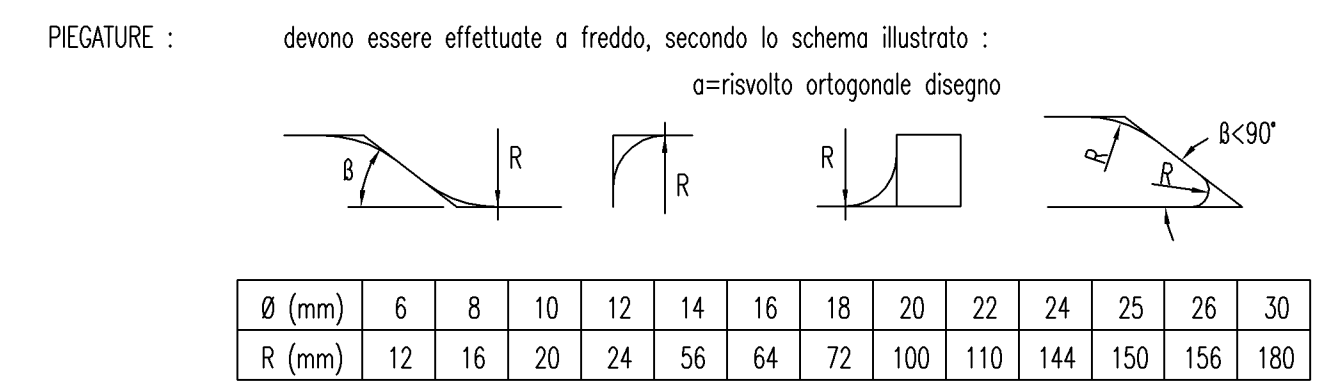 PIEGATURE : devono essere effettuate a freddo, secondo lo schema illustrato :
a=risvolto ortogonale disegno
ß R R R R R ß<90°
Ø (mm) 6 8 10 12 14 16 18 20 22 24 25 26 30
R (mm) 12 16 20 24 56 64 72 100 110 144 150 156 180